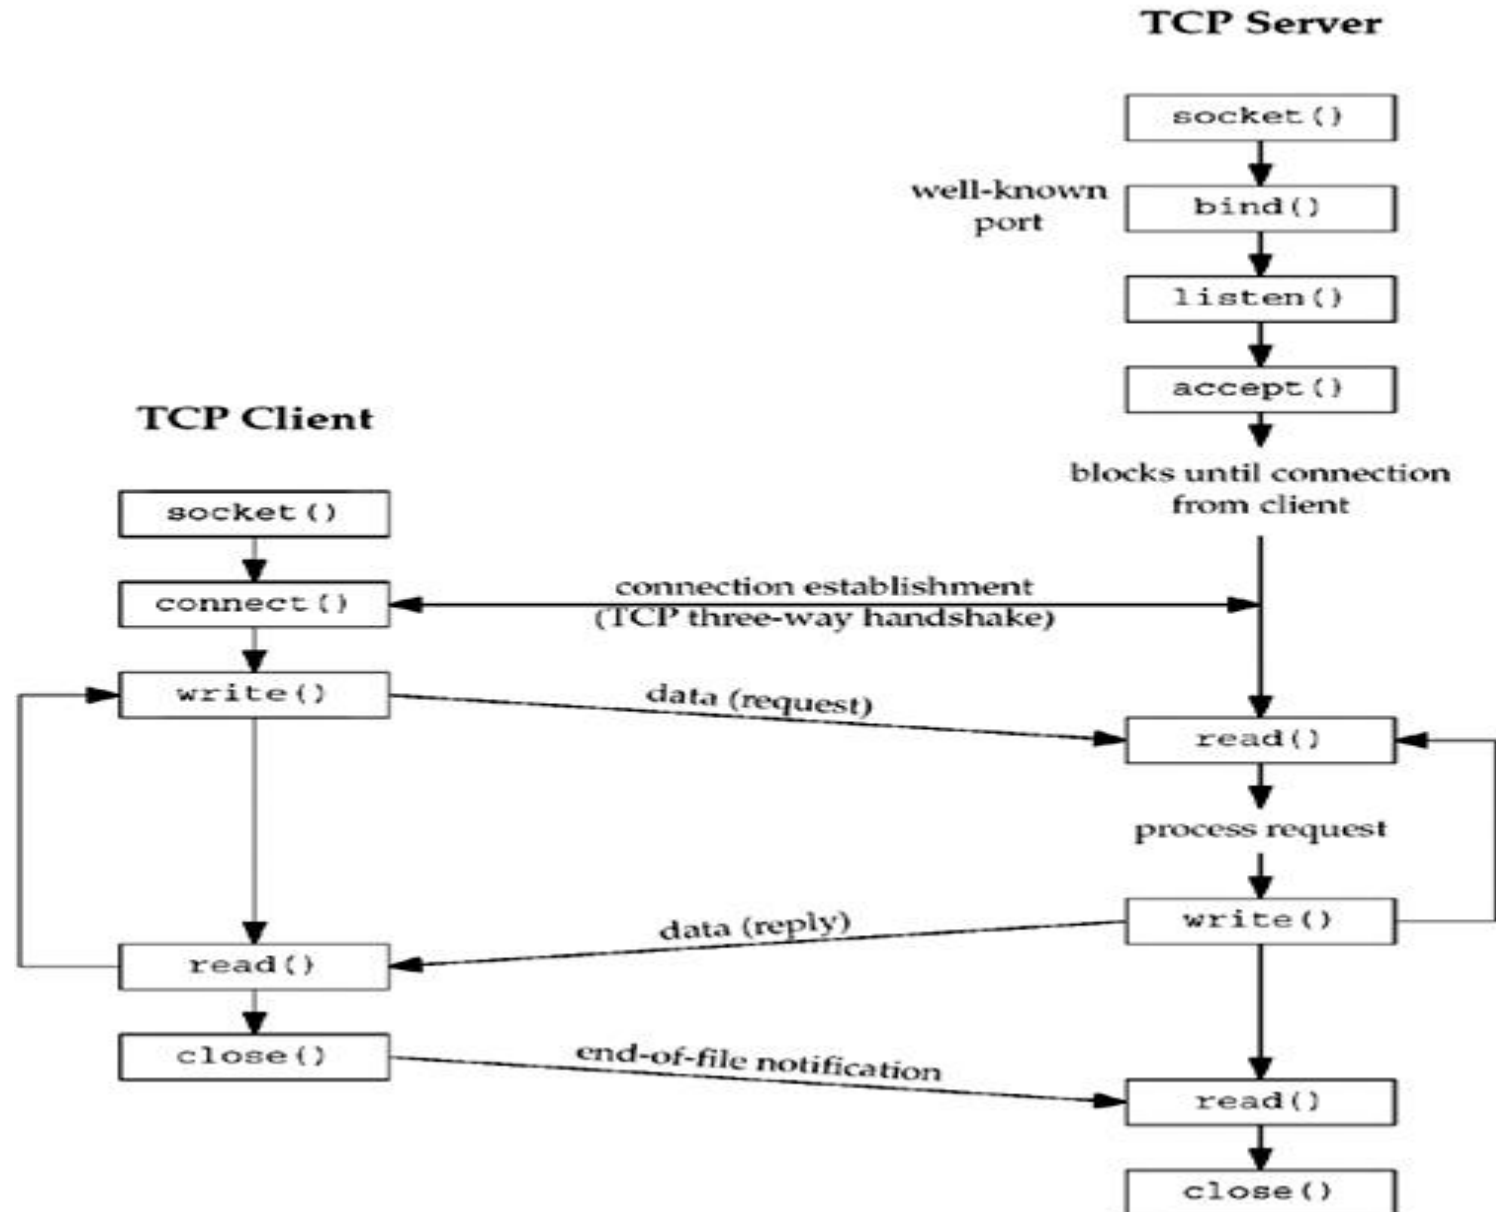 TCP Server
socket()
well-known
port
bind()
listen()
accept()
blocks until connection
from client
TCP Client
socket()
connect()
connection establishment
(TCP three-way handshake)
write()
data (request)
read()
process request
write()
data (reply)
read()
close()
end-of-file notification
read()
close()